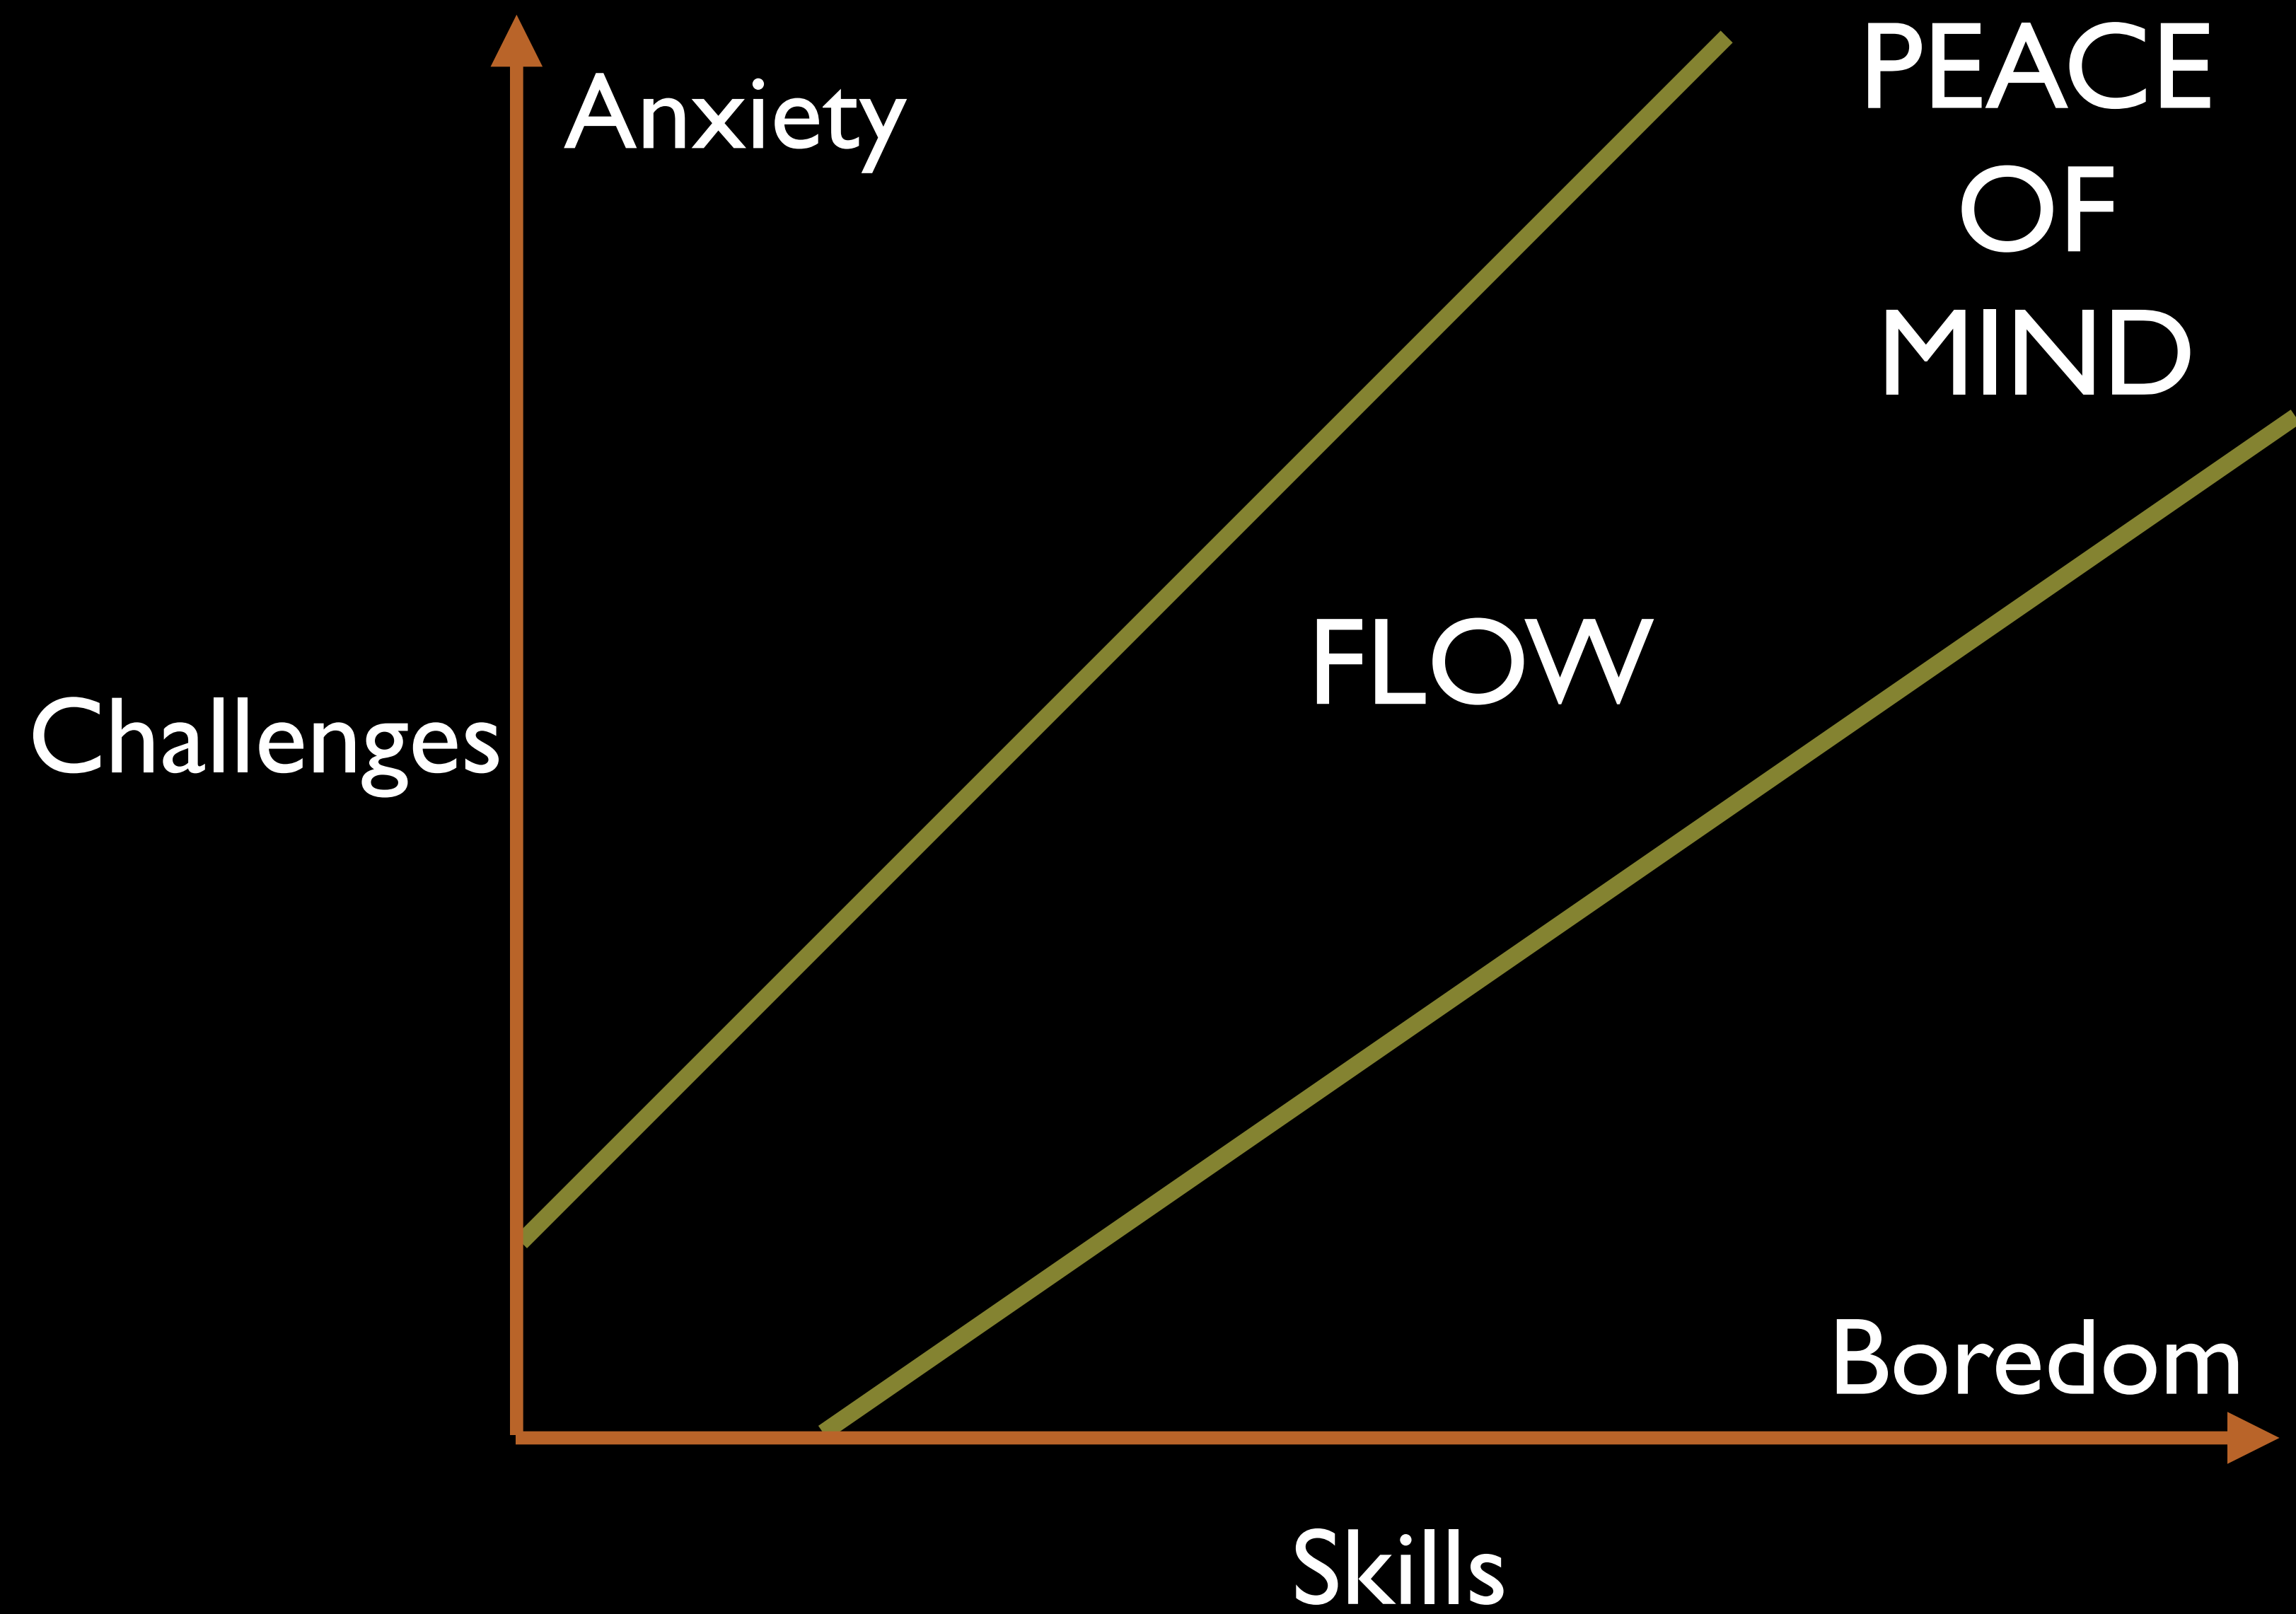 Anxiety
PEACE
OF
MIND
FLOW
Challenges
Boredom
Skills